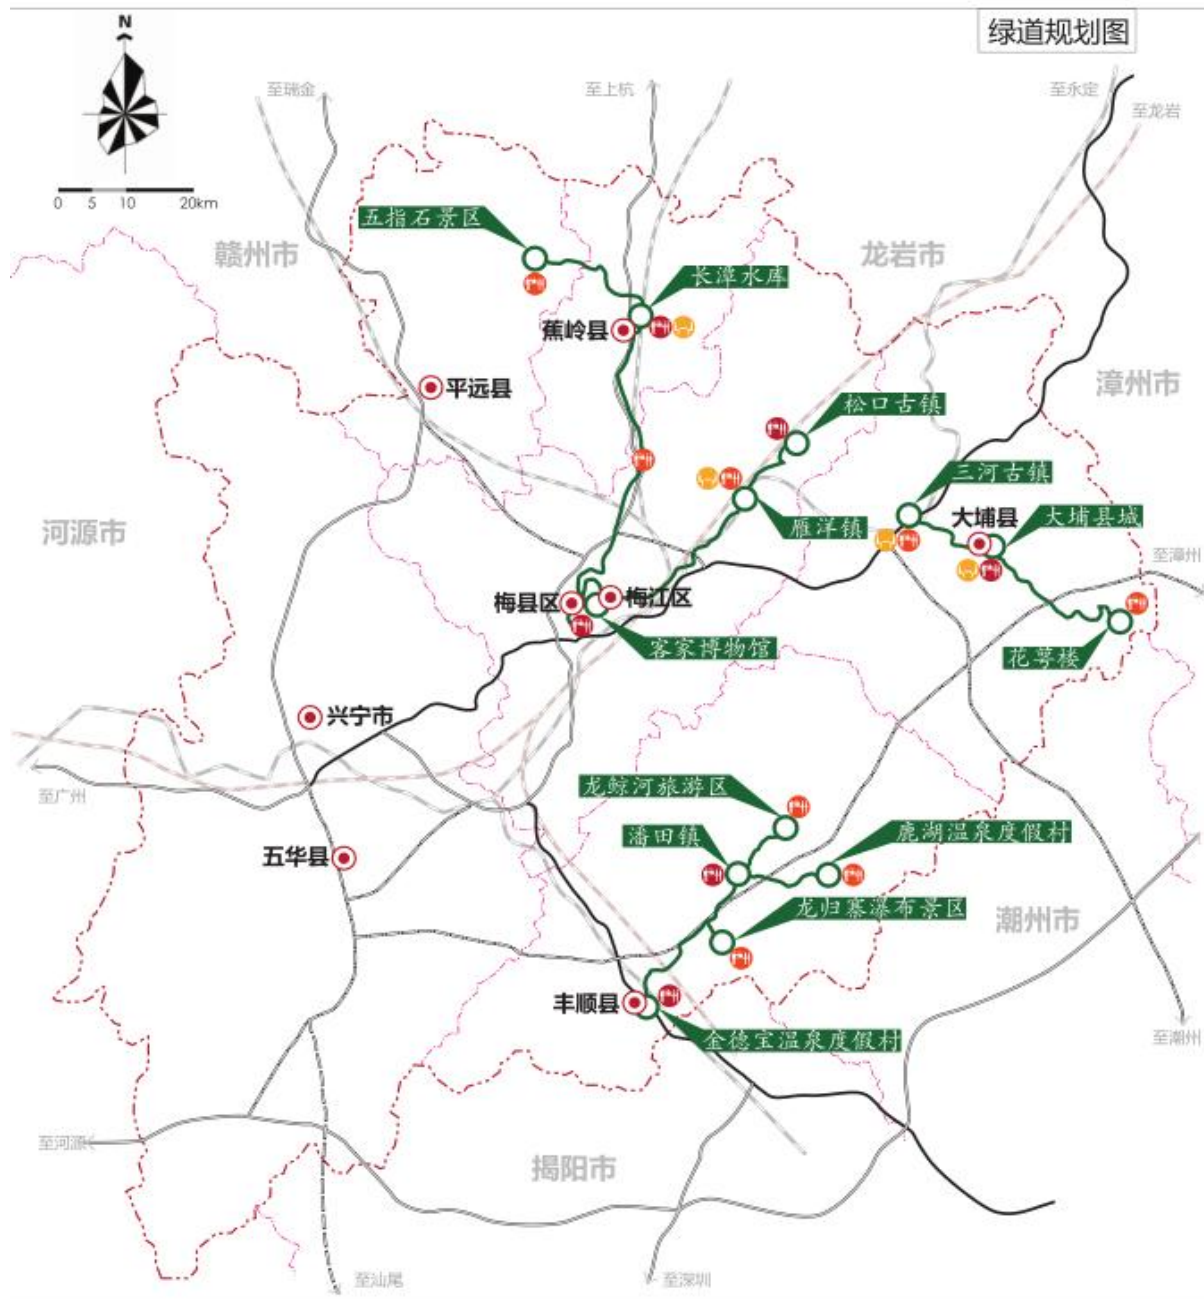 绿道规划图
N
0 5 10 20km
至瑞金
至上杭
至永定
至龙岩
五指石景区
赣州市
龙岩市
长潭水库
蕉岭县
平远县
漳州市
松口古镇
三河古镇
河源市
雁洋镇
大埔县
大埔县城
至漳州
梅县区
梅江区
客家博物馆
花萼楼
兴宁市
至广州
龙鲸河旅游区
潘田镇
鹿湖温泉度假村
五华县
龙归寨瀑布景区
潮州市
丰顺县
金德宝温泉度假村
至潮州
至河源
揭阳市
至汕尾
至深圳